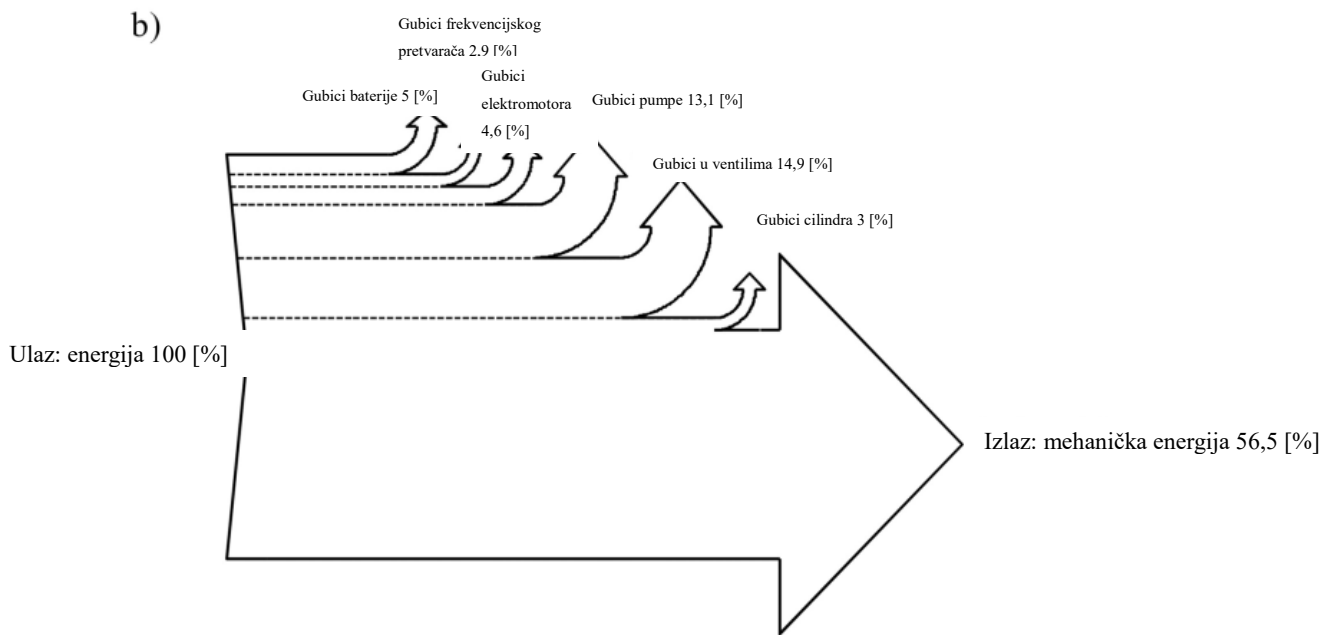 b)
Gubici frekvencijskog
pretvarača 2.9 [%]
Gubici
elektromotora
4,6 [%]
Gubici baterije 5 [%]
Gubici pumpe 13,1 [%]
Gubici u ventilima 14,9 [%]
Gubici cilindra 3 [%]
Ulaz: energija 100 [%]
Izlaz: mehanička energija 56,5 [%]